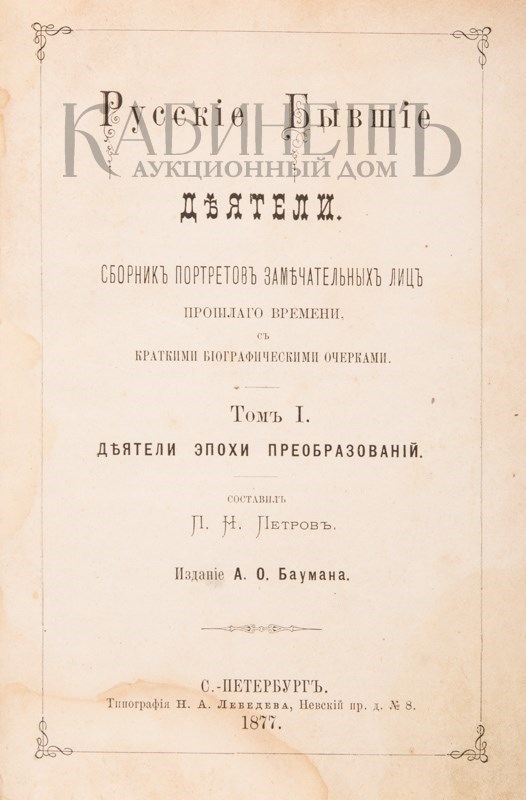 Русскіе Бывшіе
КАБИНЕТЪ
АУКЦИОННЫЙ ДОМ
ДѢЯТЕЛИ.
СБОРНИКЪ ПОРТРЕТОВЪ ЗАМѢЧАТЕЛЬНЫХЪ ЛИЦЪ
ПРОШЛАГО ВРЕМЕНИ,
СЪ
КРАТКИМИ БІОГРАФИЧЕСКИМИ ОЧЕРКАМИ.
Томъ I.
ДѢЯТЕЛИ ЭПОХИ ПРЕОБРАЗОВАНІЙ.
СОСТАВИЛЪ
П. Н. Петровъ.
Изданіе А. О. Баумана.
С.-ПЕТЕРБУРГЪ.
Типографія Н. А. Лебедева, Невскій пр. д. № 8.
1877.